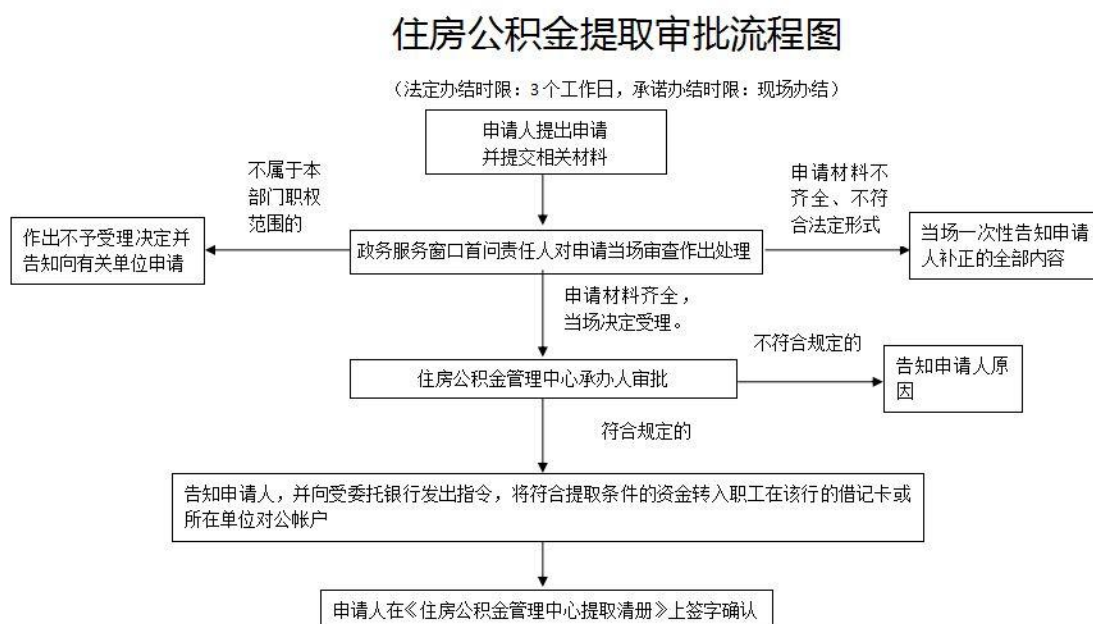 住房公积金提取审批流程图
（法定办结时限：3个工作日，承诺办结时限：现场办结）
申请人提出申请
并提交相关材料
不属于本
部门职权
范围的
申请材料不
齐全、不符
合法定形式
作出不予受理决定并
告知向有关单位申请
政务服务窗口首问责任人对申请当场审查作出处理
当场一次性告知申请
人补正的全部内容
申请材料齐全，
当场决定受理。
不符合规定的
住房公积金管理中心承办人审批
告知申请人原
因
符合规定的
告知申请人，并向受委托银行发出指令，将符合提取条件的资金转入职工在该行的借记卡或
所在单位对公帐户
申请人在《住房公积金管理中心提取清册》上签字确认